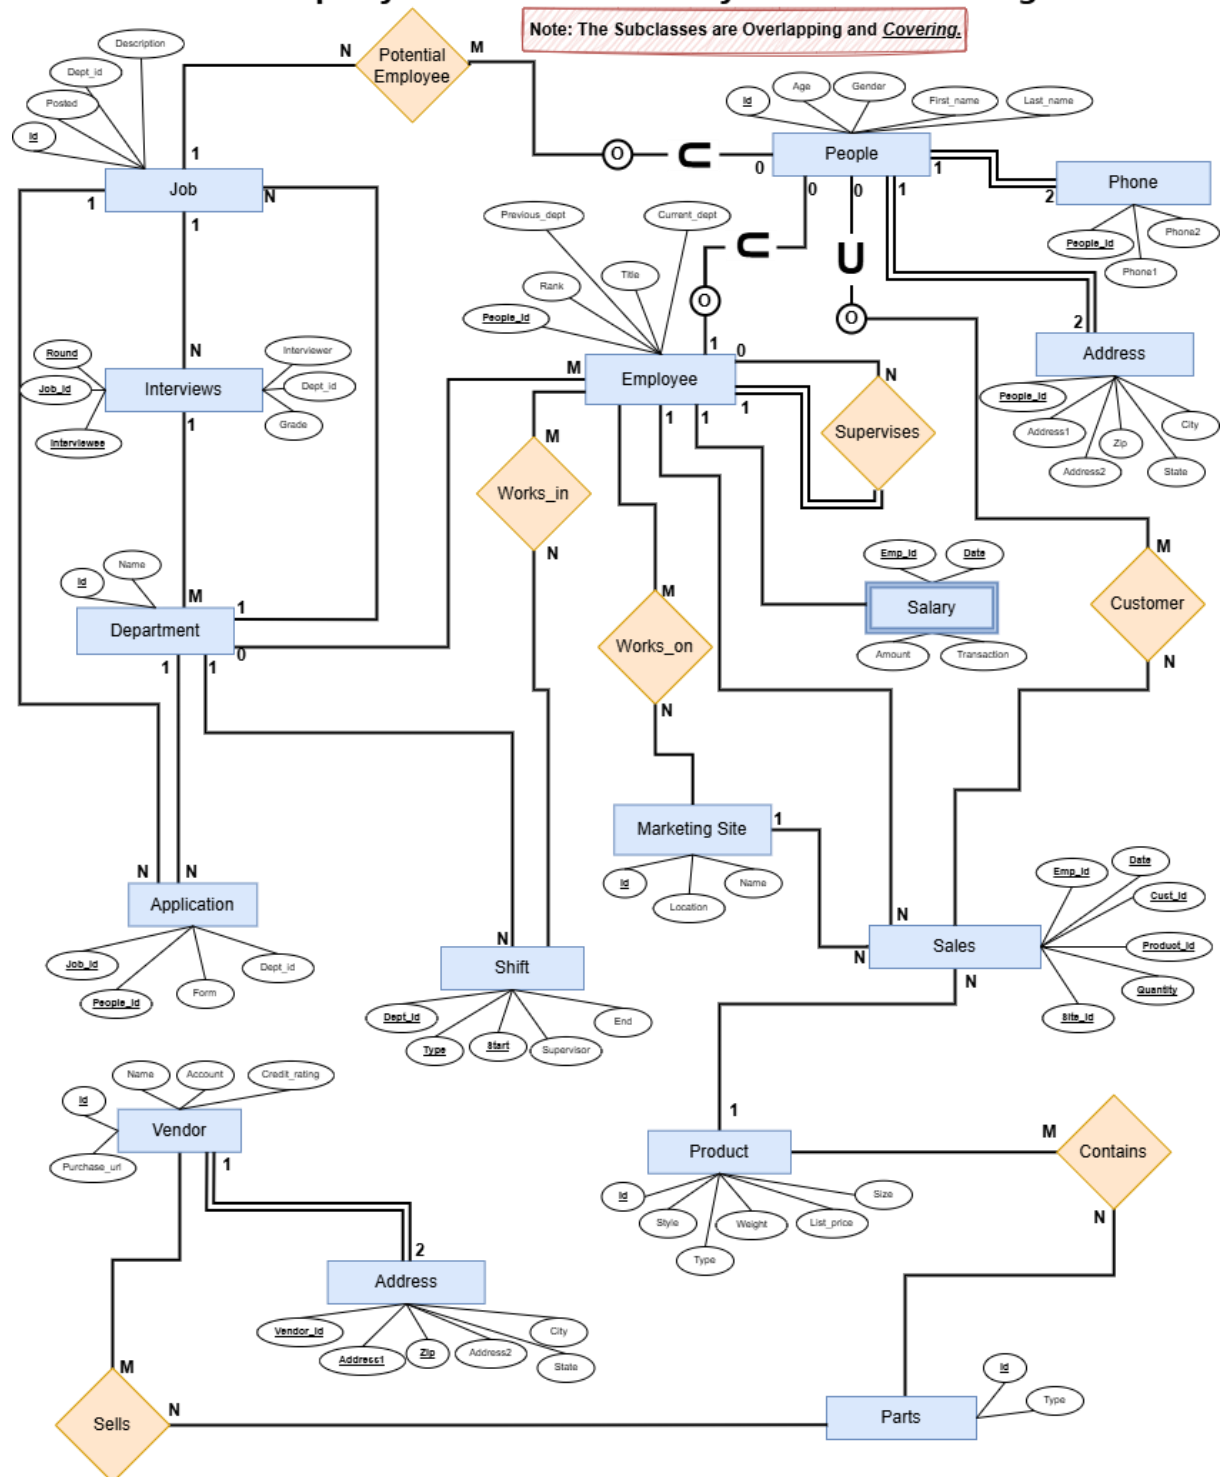 Note: The Subclasses are Overlapping and Covering.
Description
Dept_id
Posted
Id
Job
N
Potential
Employee
M
1
1
1
N
O
People
Id
Age
Gender
First_name
Last_name
0
0
0
1
1
2
Phone
People_Id
Phone1
Phone2
Previous_dept
Current_dept
Rank
Title
People_Id
O
O
1
0
M
Employee
1
1
1
N
Supervises
2
Address
People_Id
Address1
Address2
Zip
State
City
N
Round
Job_Id
Interviewee
Interviews
Interviewer
Dept_id
Grade
1
M
Works_in
N
Emp_Id
Date
Salary
Amount
Transaction
M
Customer
N
Id
Name
M
1
Department
0
1
1
M
Works_on
N
Marketing Site
1
Id
Location
Name
N
N
Application
Job_Id
People_Id
Form
Dept_id
N
Shift
Dept_Id
Type
Start
Supervisor
End
N
N
Sales
N
Emp_Id
Date
Cust_Id
Product_Id
Quantity
Site_Id
Name
Account
Credit_rating
Id
Vendor
Purchase_url
1
2
Address
Vendor_Id
Address1
Zip
Address2
State
City
1
Product
Id
Style
Type
Weight
List_price
Size
M
Contains
N
M
Sells
N
Parts
Id
Type